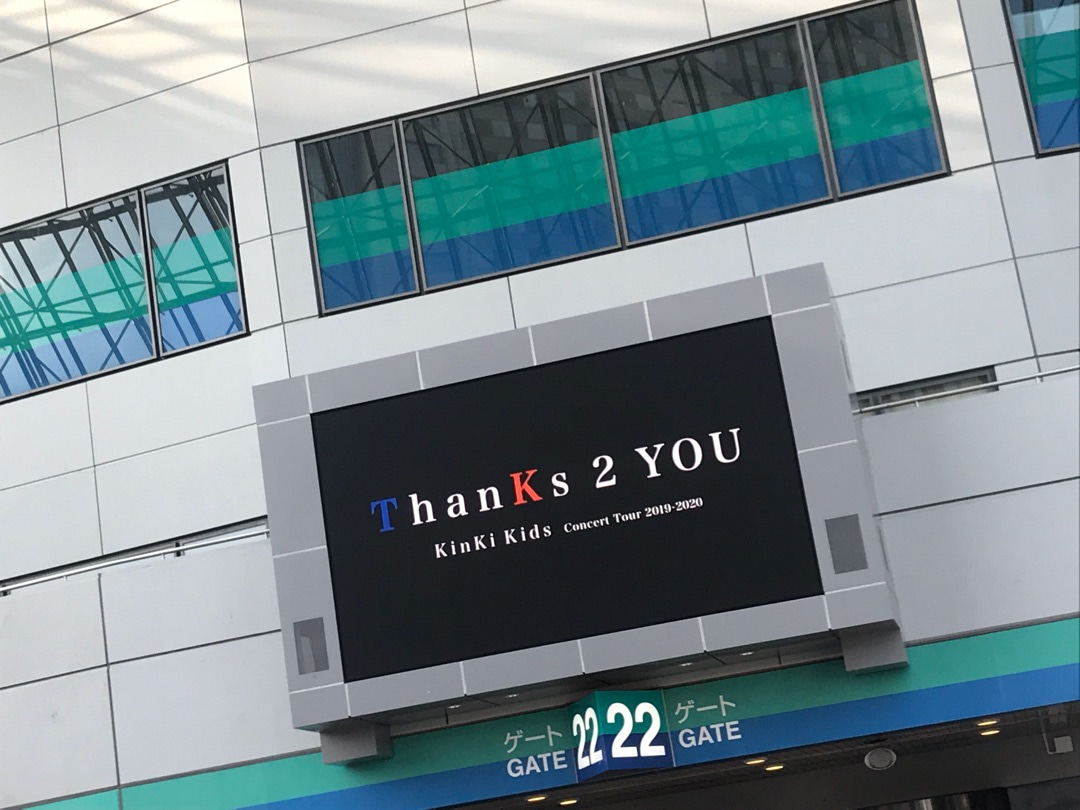 ThanKs 2 YOU
KinKi Kids Concert Tour 2019-2020
ゲート 22 22 ゲート
GATE GATE